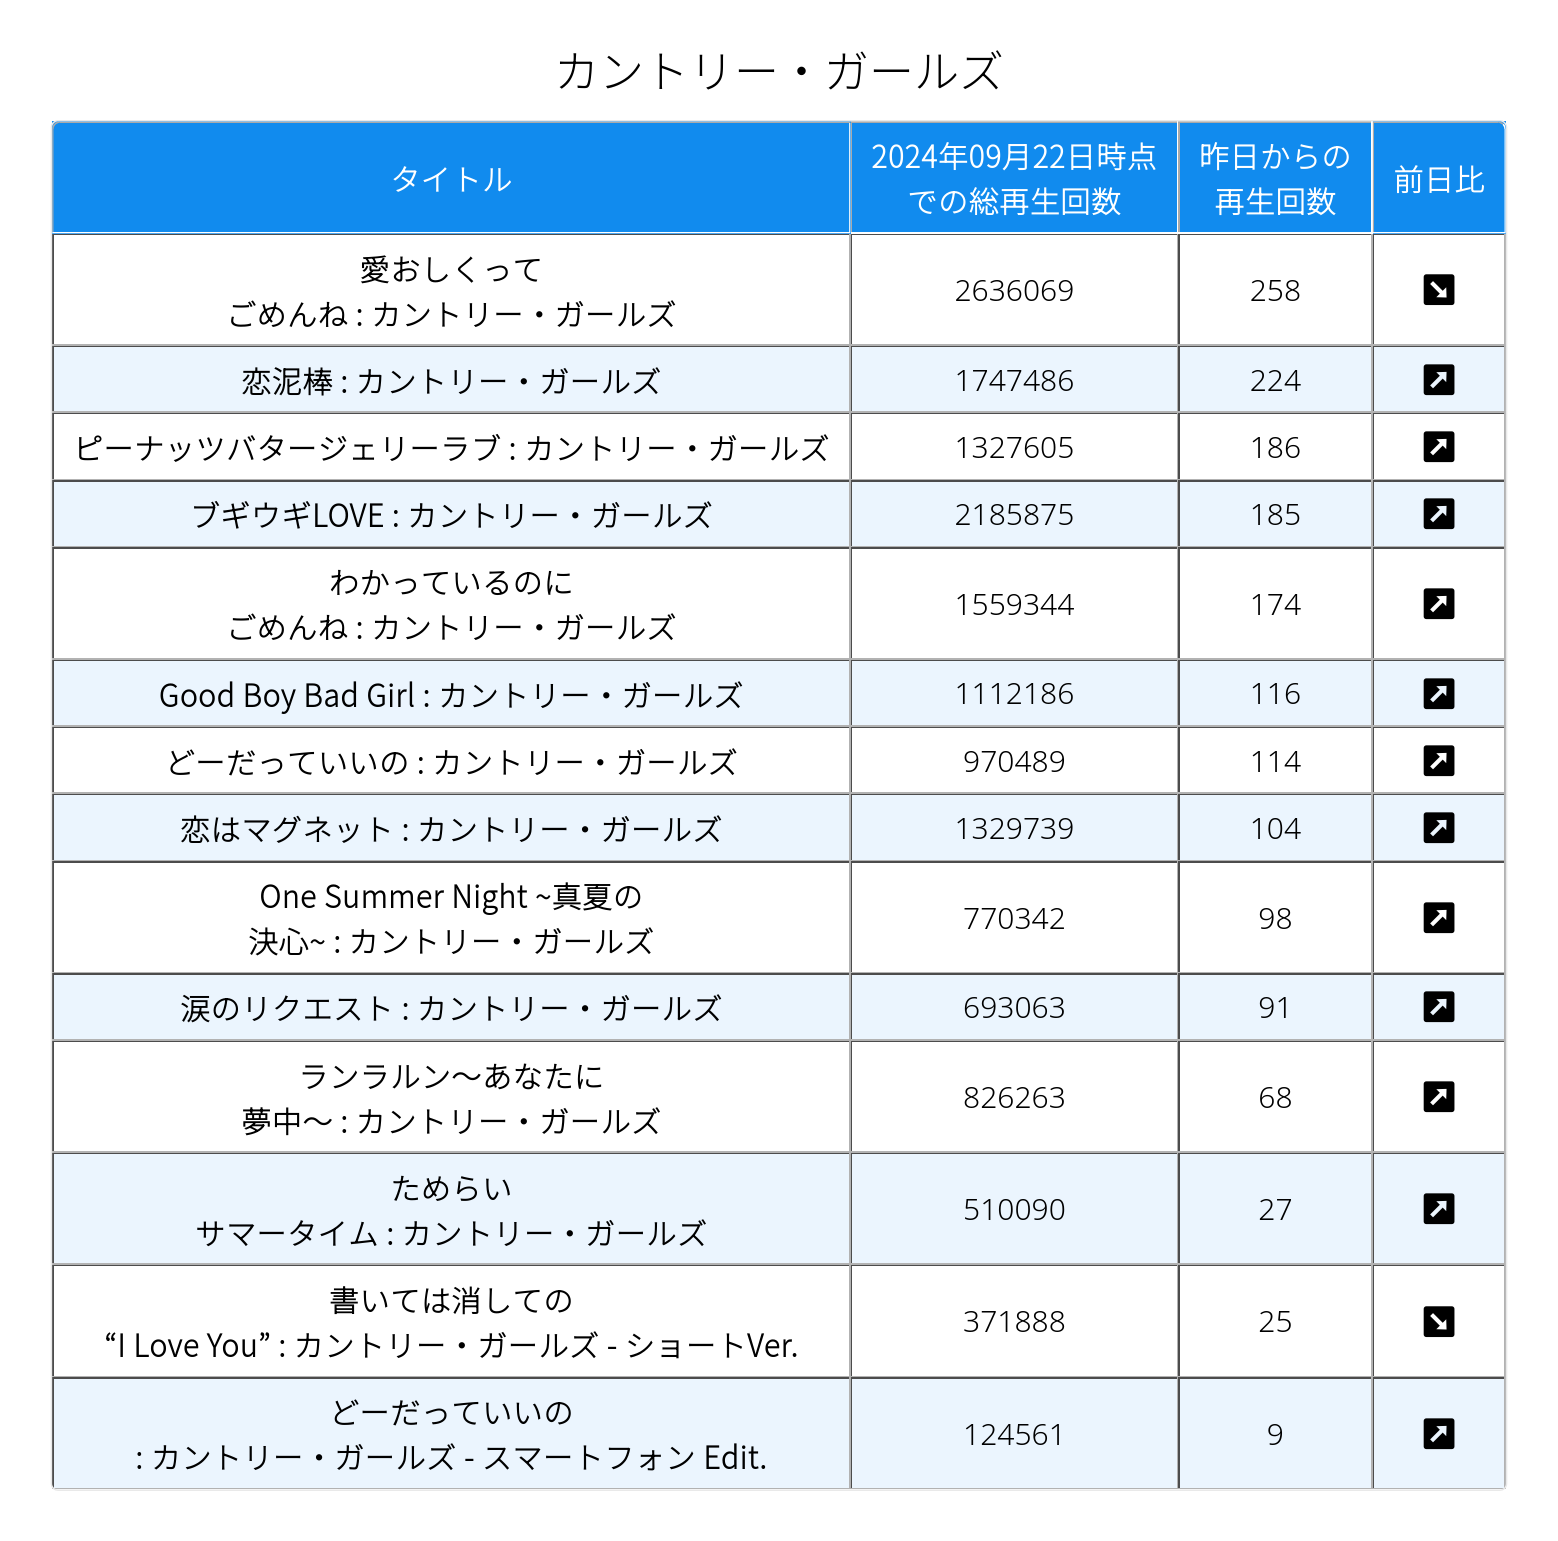 カントリー・ガールズ
タイトル
2024年09月22日時点
での総再生回数
昨日からの
再生回数
前日比
愛おしくって
ごめんね : カントリー・ガールズ
2636069
258
恋泥棒 : カントリー・ガールズ
1747486
224
ピーナッツバタージェリーラブ : カントリー・ガールズ
1327605
186
ブギウギLOVE : カントリー・ガールズ
2185875
185
わかっているのに
ごめんね : カントリー・ガールズ
1559344
174
Good Boy Bad Girl : カントリー・ガールズ
1112186
116
どーだっていいの : カントリー・ガールズ
970489
114
恋はマグネット : カントリー・ガールズ
1329739
104
One Summer Night ~真夏の
決心~ : カントリー・ガールズ
770342
98
涙のリクエスト : カントリー・ガールズ
693063
91
ランラルン～あなたに
夢中～ : カントリー・ガールズ
826263
68
ためらい
サマータイム : カントリー・ガールズ
510090
27
書いては消しての
“I Love You” : カントリー・ガールズ - ショートVer.
371888
25
どーだっていいの
: カントリー・ガールズ - スマートフォン Edit.
124561
9